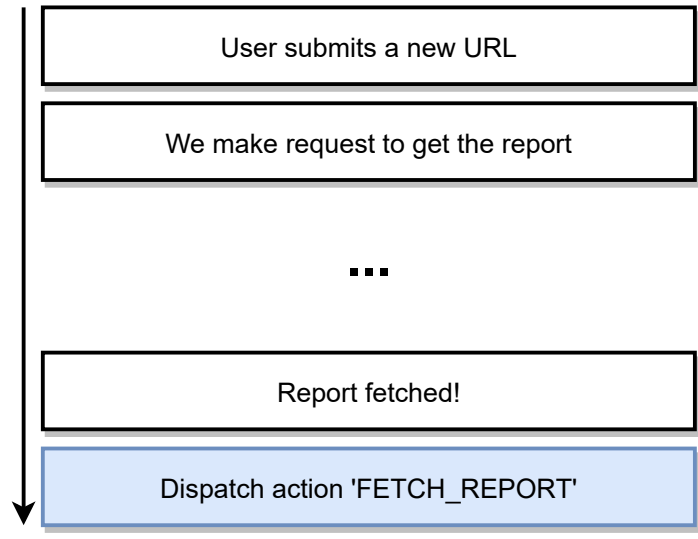 User submits a new URL
We make request to get the report
...
Report fetched!
Dispatch action 'FETCH_REPORT'